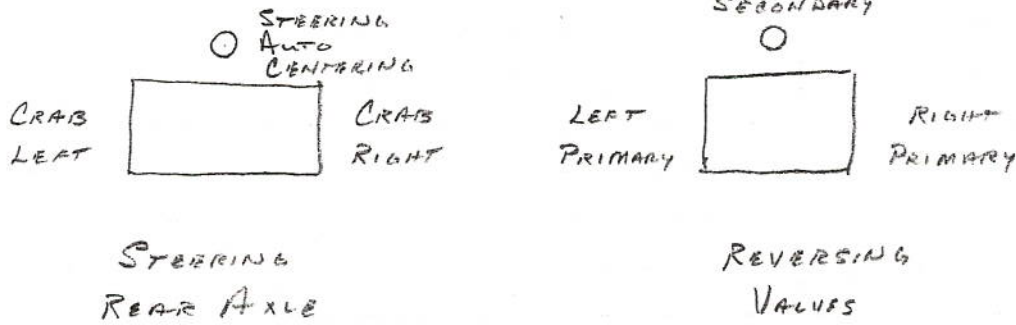 STEERING
AUTO
CENTERING
CRAB
LEFT
CRAB
RIGHT
STEERING
REAR AXLE
SECONDARY
LEFT
PRIMARY
RIGHT
PRIMARY
REVERSING
VALVES